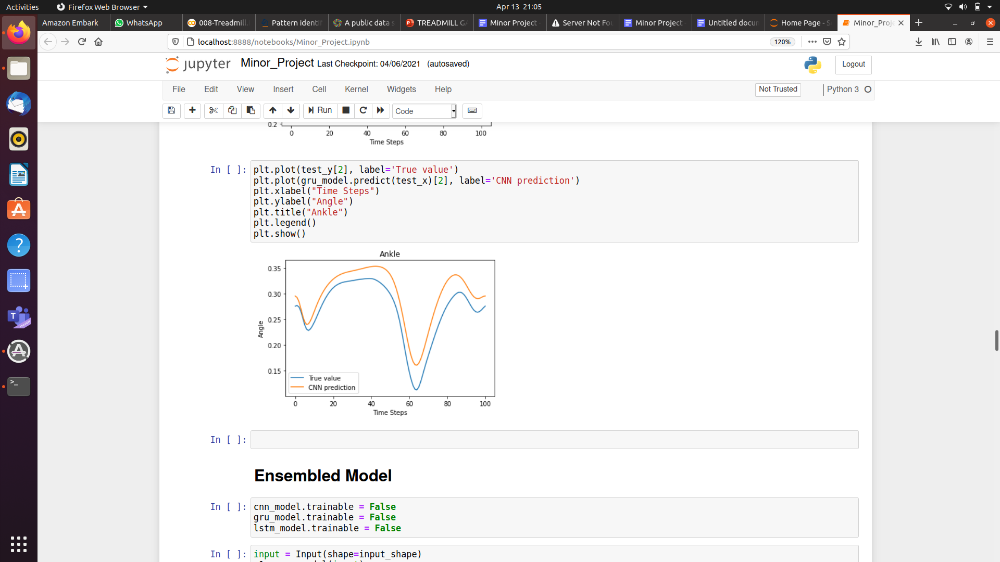 Activities Firefox Web Browser Apr 13 21:05
Amazon Embark WhatsApp 008-Treadmill. Pattern identi A public data s TREADMILL GA Minor Project Server Not Fou Minor Project Untitled docu Home Page - S Minor_Proj
localhost:8888/notebooks/Minor_Project.ipynb 120%
jupyter Minor_Project Last Checkpoint: 04/06/2021 (autosaved) Logout
File Edit View Insert Cell Kernel Widgets Help Not Trusted Python 3
Run Code
0.2
0 20 40 60 80 100
Time Steps
In [ ]: plt.plot(test_y[2], label='True value')
plt.plot(gru_model.predict(test_x)[2], label='CNN prediction')
plt.xlabel("Time Steps")
plt.ylabel("Angle")
plt.title("Ankle")
plt.legend()
plt.show()
Ankle
0.35
0.30
0.25
0.20
0.15
Angle
True value
CNN prediction
0 20 40 60 80 100
Time Steps
In [ ]:
Ensembled Model
In [ ]: cnn_model.trainable = False
gru_model.trainable = False
lstm_model.trainable = False
In [ ]: input = Input(shape=input_shape)